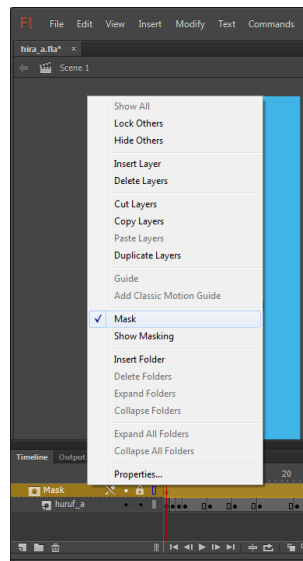 Fl File Edit View Insert Modify Text Commands
hira_a.fla* ×
Scene 1
Show All
Lock Others
Hide Others
Insert Layer
Delete Layers
Cut Layers
Copy Layers
Paste Layers
Duplicate Layers
Guide
Add Classic Motion Guide
Mask
Show Masking
Insert Folder
Delete Folders
Expand Folders
Collapse Folders
Expand All Folders
Collapse All Folders
Properties...
Timeline Output
20
Mask
huruf_a